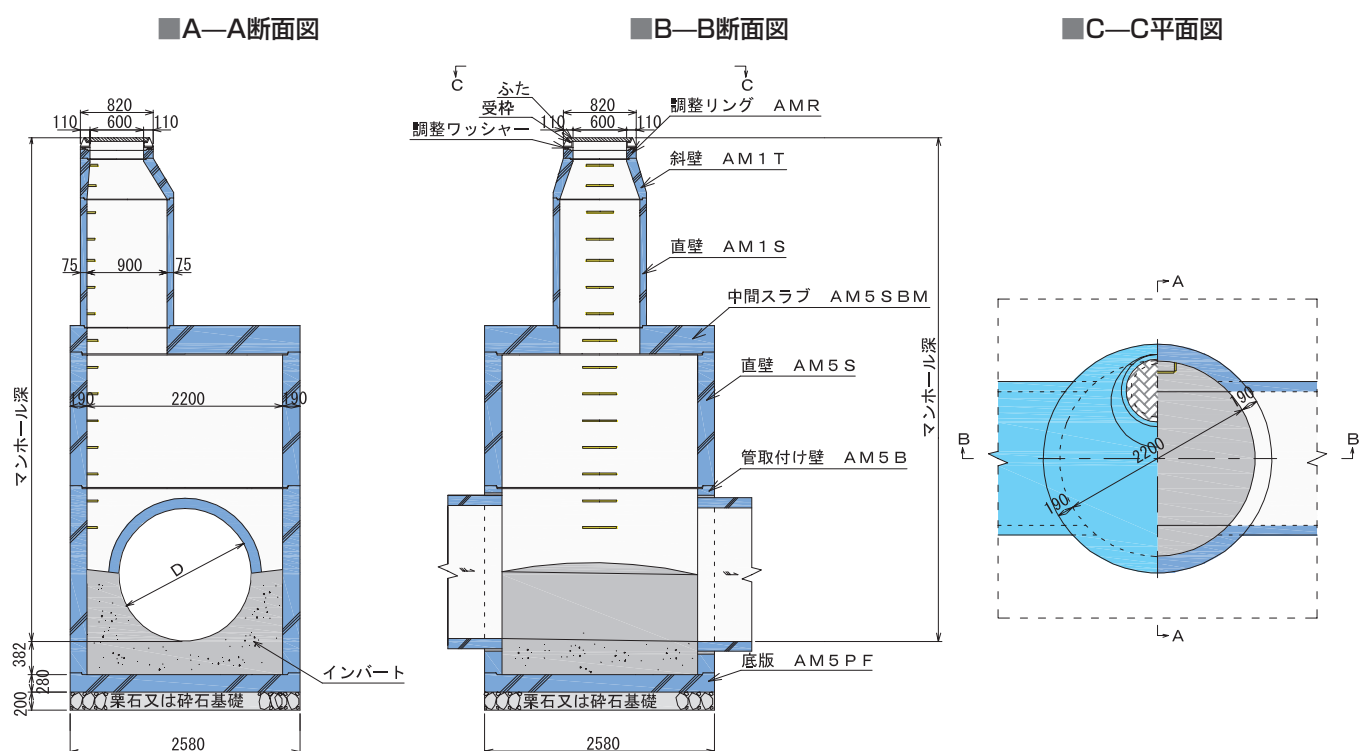 ■A—A断面図
820
110 600 110
75 900 75
190 2200 190
マンホール深
D
382
280
200
インバート
栗石又は砕石基礎
2580
■B—B断面図
C C
ふた
受枠
調整ワッシャー
820
110 600 110
調整リング AMR
斜壁 AM1T
直壁 AM1S
中間スラブ AM5SBM
直壁 AM5S
管取付け壁 AM5B
マンホール深
底版 AM5PF
栗石又は砕石基礎
2580
■C—C平面図
A
B B
190
2200
190
A